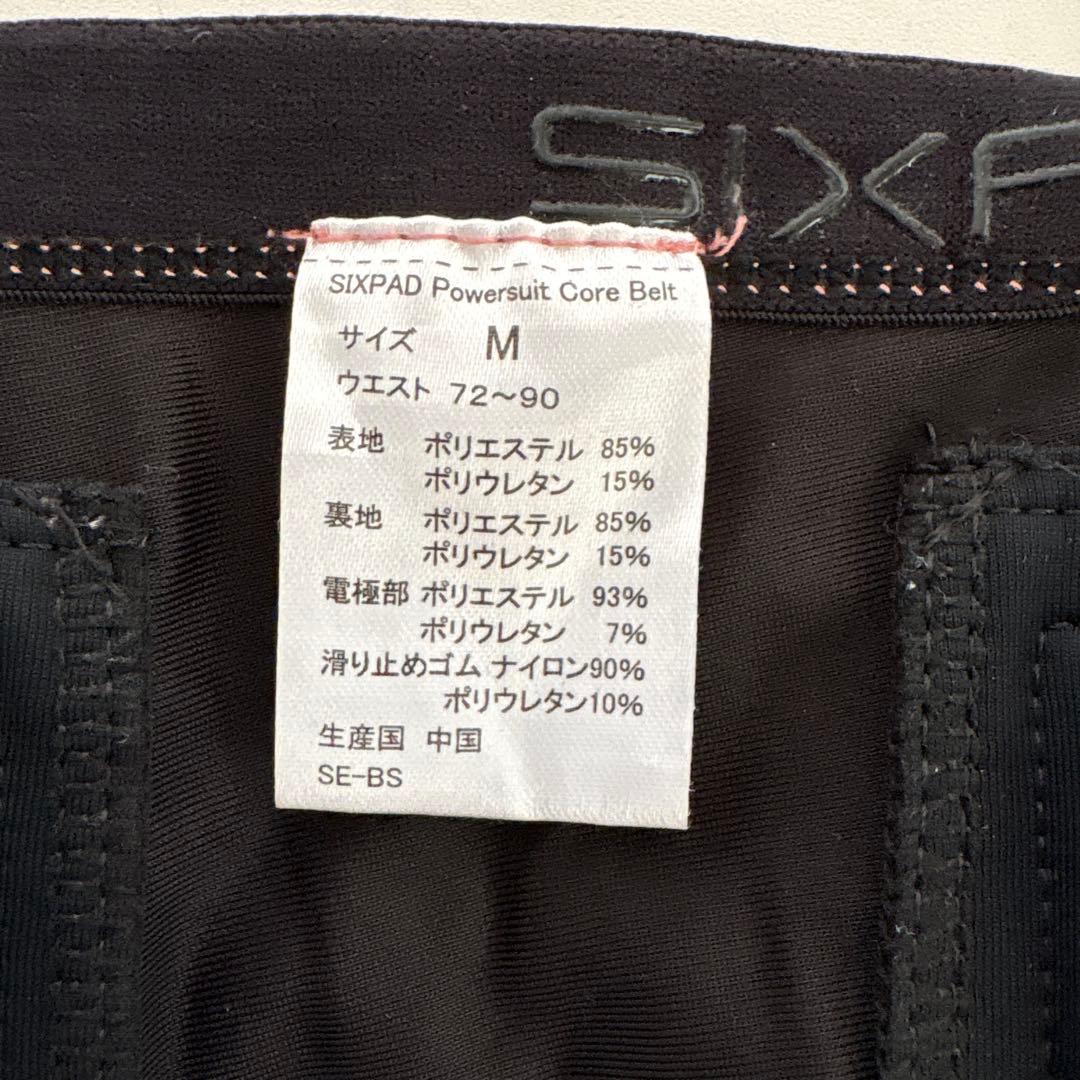 SIXPA
SIXPAD Powersuit Core Belt
サイズ M
ウエスト 72～90
表地 ポリエステル 85%
ポリウレタン 15%
裏地 ポリエステル 85%
ポリウレタン 15%
電極部 ポリエステル 93%
ポリウレタン 7%
滑り止めゴム ナイロン90%
ポリウレタン10%
生産国 中国
SE-BS